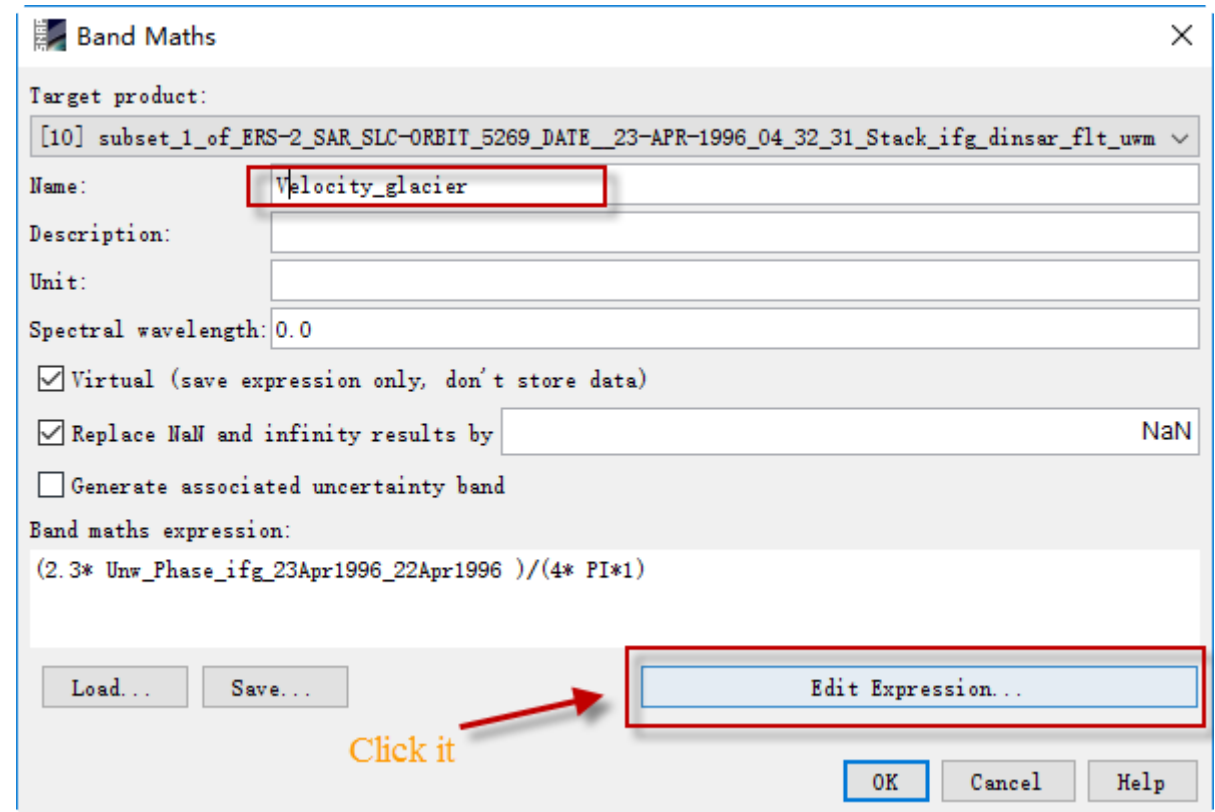 SNAP
Band Maths
Target product:
[10] subset_1_of_ERS-2_SAR_SLC-ORBIT_5269_DATE__23-APR-1996_04_32_31_Stack_ifg_dinsar_flt_uwm
Name: Velocity_glacier
Description:
Unit:
Spectral wavelength: 0.0
Virtual (save expression only, don't store data)
Replace NaN and infinity results by NaN
Generate associated uncertainty band
Band maths expression:
(2.3* Unw_Phase_ifg_23Apr1996_22Apr1996 )/(4* PI*1)
Load... Save... Edit Expression...
Click it
OK Cancel Help